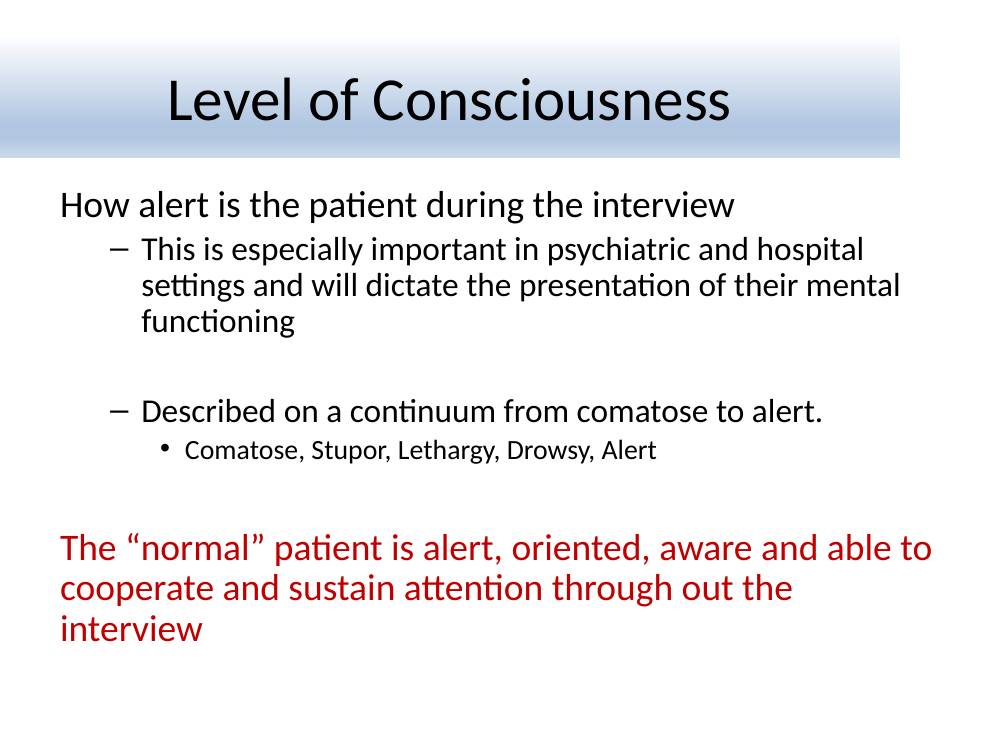 Level of Consciousness
How alert is the patient during the interview
– This is especially important in psychiatric and hospital
settings and will dictate the presentation of their mental
functioning
– Described on a continuum from comatose to alert.
• Comatose, Stupor, Lethargy, Drowsy, Alert
The “normal” patient is alert, oriented, aware and able to
cooperate and sustain attention through out the
interview